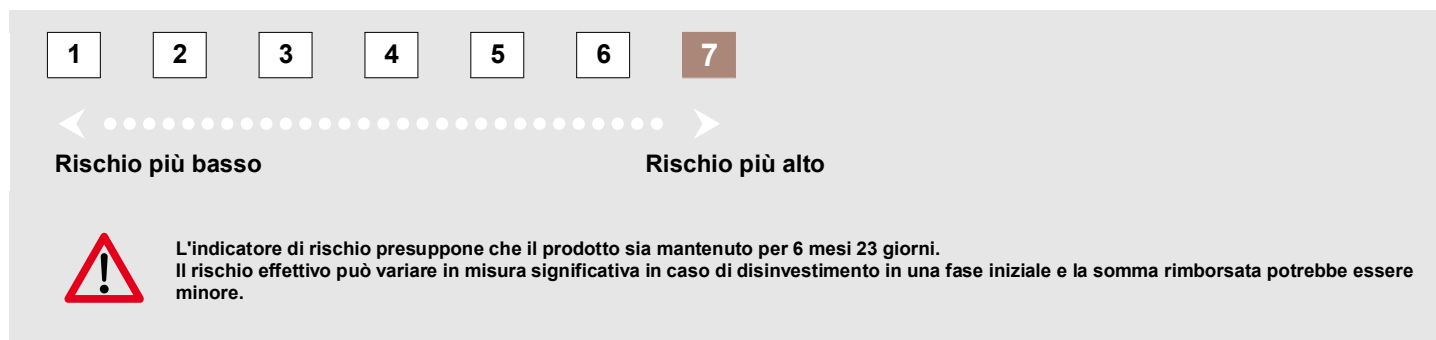 1 2 3 4 5 6 7
Rischio più basso Rischio più alto
L'indicatore di rischio presuppone che il prodotto sia mantenuto per 6 mesi 23 giorni.
Il rischio effettivo può variare in misura significativa in caso di disinvestimento in una fase iniziale e la somma rimborsata potrebbe essere
minore.